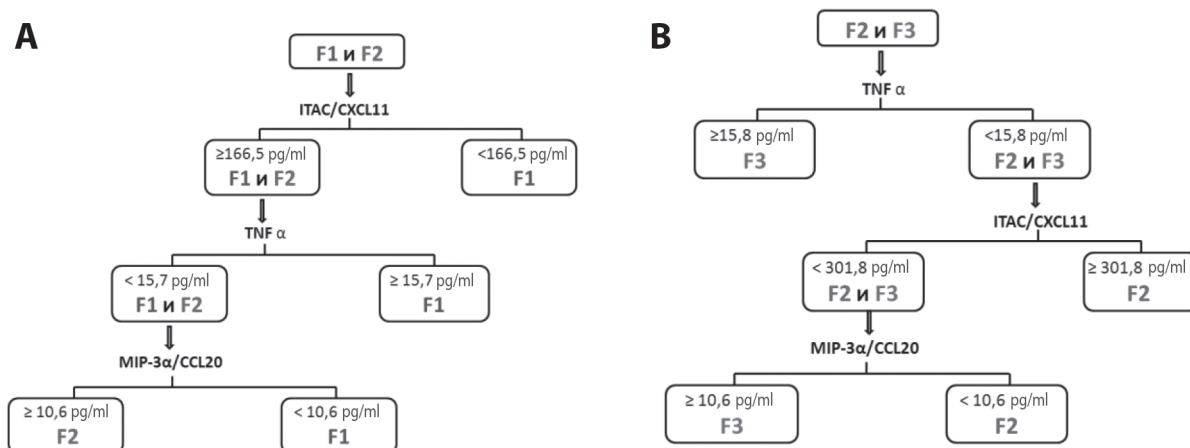 A
F1 и F2
ITAC/CXCL11
≥166,5 pg/ml
F1 и F2
<166,5 pg/ml
F1
TNF α
< 15,7 pg/ml
F1 и F2
≥ 15,7 pg/ml
F1
MIP-3α/CCL20
≥ 10,6 pg/ml
F2
< 10,6 pg/ml
F1
B
F2 и F3
TNF α
≥15,8 pg/ml
F3
<15,8 pg/ml
F2 и F3
ITAC/CXCL11
< 301,8 pg/ml
F2 и F3
≥ 301,8 pg/ml
F2
MIP-3α/CCL20
≥ 10,6 pg/ml
F3
< 10,6 pg/ml
F2